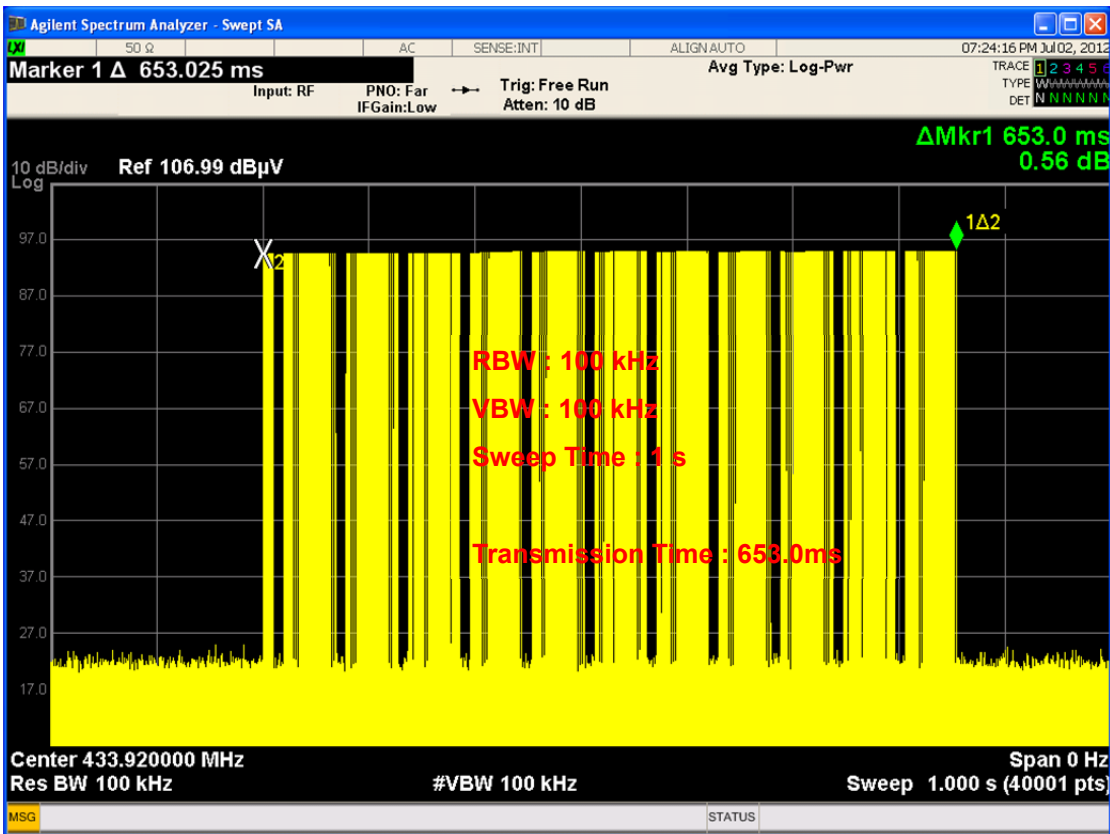 Agilent Spectrum Analyzer - Swept SA
LXI 50 Ω AC SENSE:INT ALIGNAUTO 07:24:16 PM Jul 02, 2012
Marker 1 Δ 653.025 ms
Avg Type: Log-Pwr
TRACE 1 2 3 4 5 6
Input: RF PNO: Far Trig: Free Run
TYPE
IFGain:Low Atten: 10 dB
DET N N N N N N
ΔMkr1 653.0 ms
10 dB/div Ref 106.99 dBµV 0.56 dB
Log
1Δ2
97.0
2
87.0
77.0
RBW : 100 kHz
67.0
VBW : 100 kHz
57.0
Sweep Time : 1 s
47.0
Transmission Time : 653.0ms
37.0
27.0
17.0
Center 433.920000 MHz Span 0 Hz
Res BW 100 kHz #VBW 100 kHz Sweep 1.000 s (40001 pts)
MSG STATUS